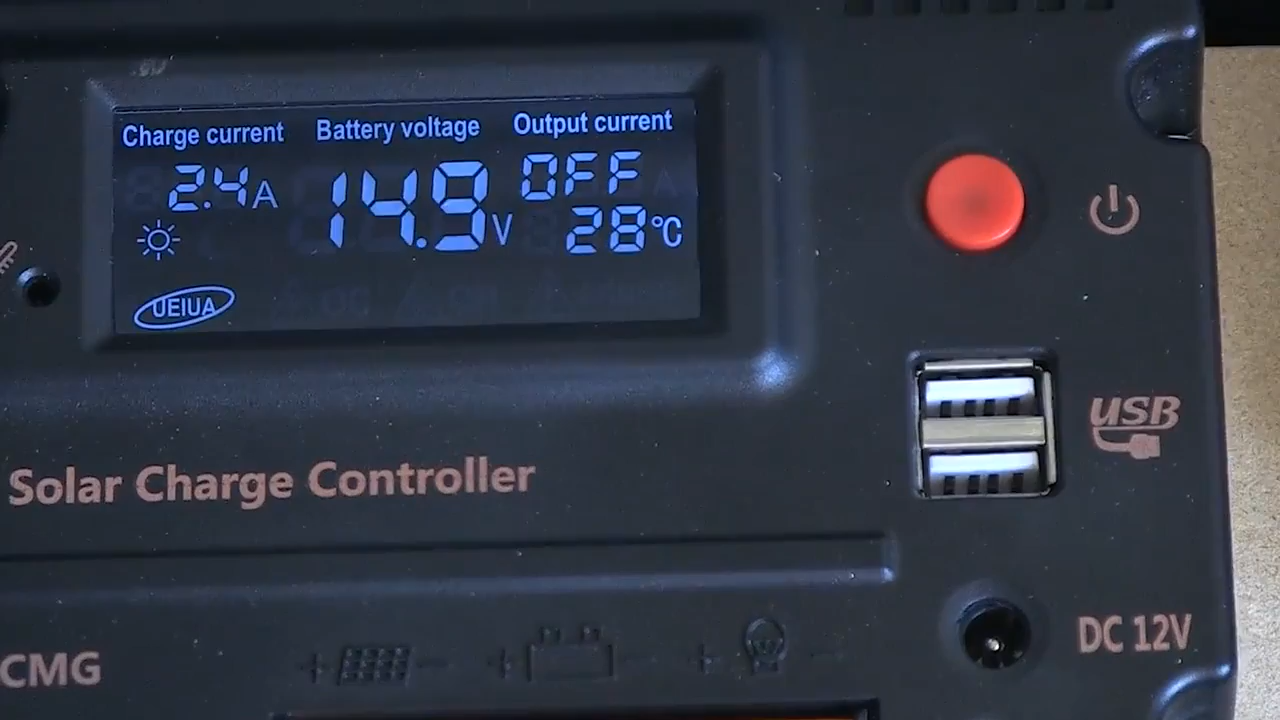 Charge current Battery voltage Output current
2.4A 14.9V OFF
28°C
UEIUA
USB
Solar Charge Controller
DC 12V
CMG